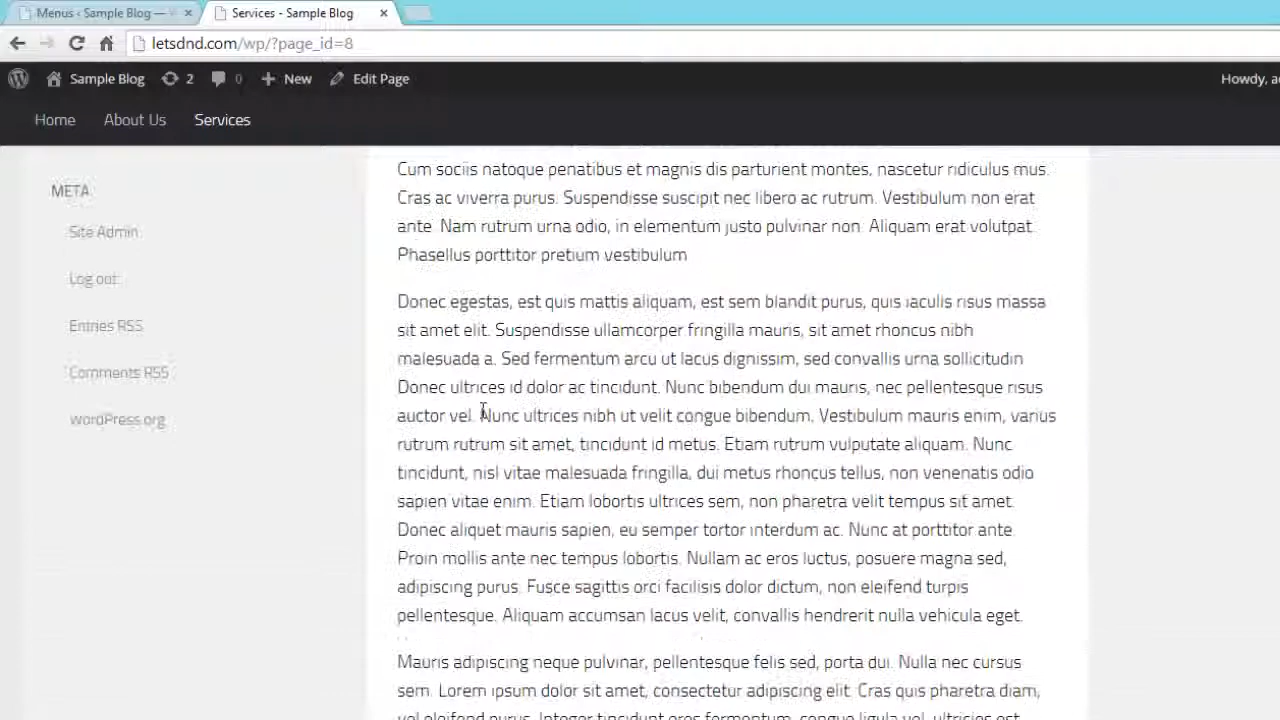 Menus ‹ Sample Blog —
Services - Sample Blog
letsdnd.com/wp/?page_id=8
Sample Blog 2 0 New Edit Page
Howdy, a
Home About Us Services
META
Site Admin
Log out
Entries RSS
Comments RSS
WordPress.org
Cum sociis natoque penatibus et magnis dis parturient montes, nascetur ridiculus mus.
Cras ac viverra purus. Suspendisse suscipit nec libero ac rutrum. Vestibulum non erat
ante. Nam rutrum urna odio, in elementum justo pulvinar non. Aliquam erat volutpat.
Phasellus porttitor pretium vestibulum
Donec egestas, est quis mattis aliquam, est sem blandit purus, quis iaculis risus massa
sit amet elit. Suspendisse ullamcorper fringilla mauris, sit amet rhoncus nibh
malesuada a. Sed fermentum arcu ut lacus dignissim, sed convallis urna sollicitudin
Donec ultrices id dolor ac tincidunt. Nunc bibendum dui mauris, nec pellentesque risus
auctor vel. Nunc ultrices nibh ut velit congue bibendum. Vestibulum mauris enim, varius
rutrum rutrum sit amet, tincidunt id metus. Etiam rutrum vulputate aliquam. Nunc
tincidunt, nisl vitae malesuada fringilla, dui metus rhoncus tellus, non venenatis odio
sapien vitae enim. Etiam lobortis ultrices sem, non pharetra velit tempus sit amet.
Donec aliquet mauris sapien, eu semper tortor interdum ac. Nunc at porttitor ante.
Proin mollis ante nec tempus lobortis. Nullam ac eros luctus, posuere magna sed,
adipiscing purus. Fusce sagittis orci facilisis dolor dictum, non eleifend turpis
pellentesque. Aliquam accumsan lacus velit, convallis hendrerit nulla vehicula eget.
Mauris adipiscing neque pulvinar, pellentesque felis sed, porta dui. Nulla nec cursus
sem. Lorem ipsum dolor sit amet, consectetur adipiscing elit. Cras quis pharetra diam,
vel eleifend purus. Integer tincidunt eros fermentum, congue ligula vel, ultricies est